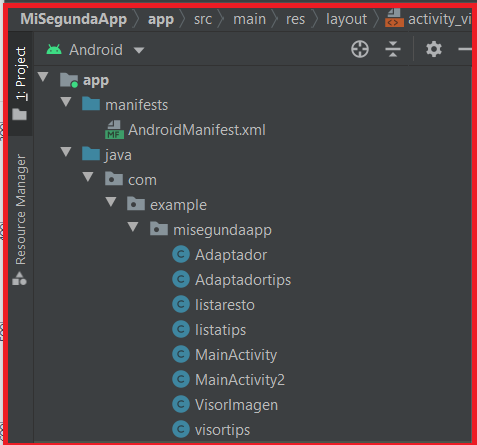 MiSegundaApp app src main res layout activity_vi
Android
1: Project
Resource Manager
app
manifests
MF AndroidManifest.xml
java
com
example
misegundaapp
C Adaptador
C Adaptadortips
C listaresto
C listatips
C MainActivity
C MainActivity2
C VisorImagen
C visortips